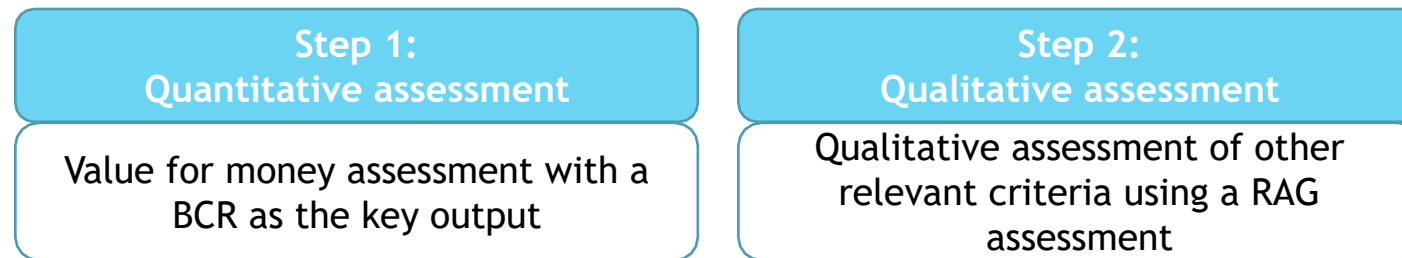 Step 1:
Quantitative assessment
Value for money assessment with a
BCR as the key output
Step 2:
Qualitative assessment
Qualitative assessment of other
relevant criteria using a RAG
assessment